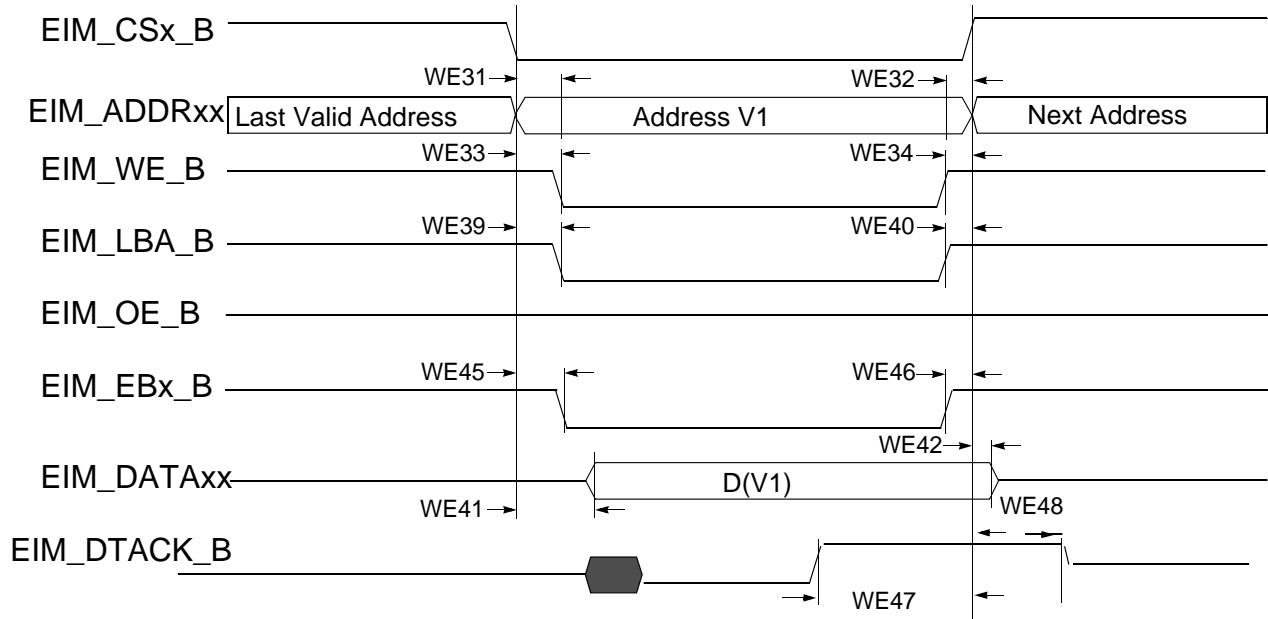 EIM_CSx_B
WE31
WE32
EIM_ADDRxx
Last Valid Address
Address V1
Next Address
WE33
WE34
EIM_WE_B
WE39
WE40
EIM_LBA_B
EIM_OE_B
WE45
WE46
EIM_EBx_B
WE42
EIM_DATAxx
D(V1)
WE41
WE48
EIM_DTACK_B
WE47